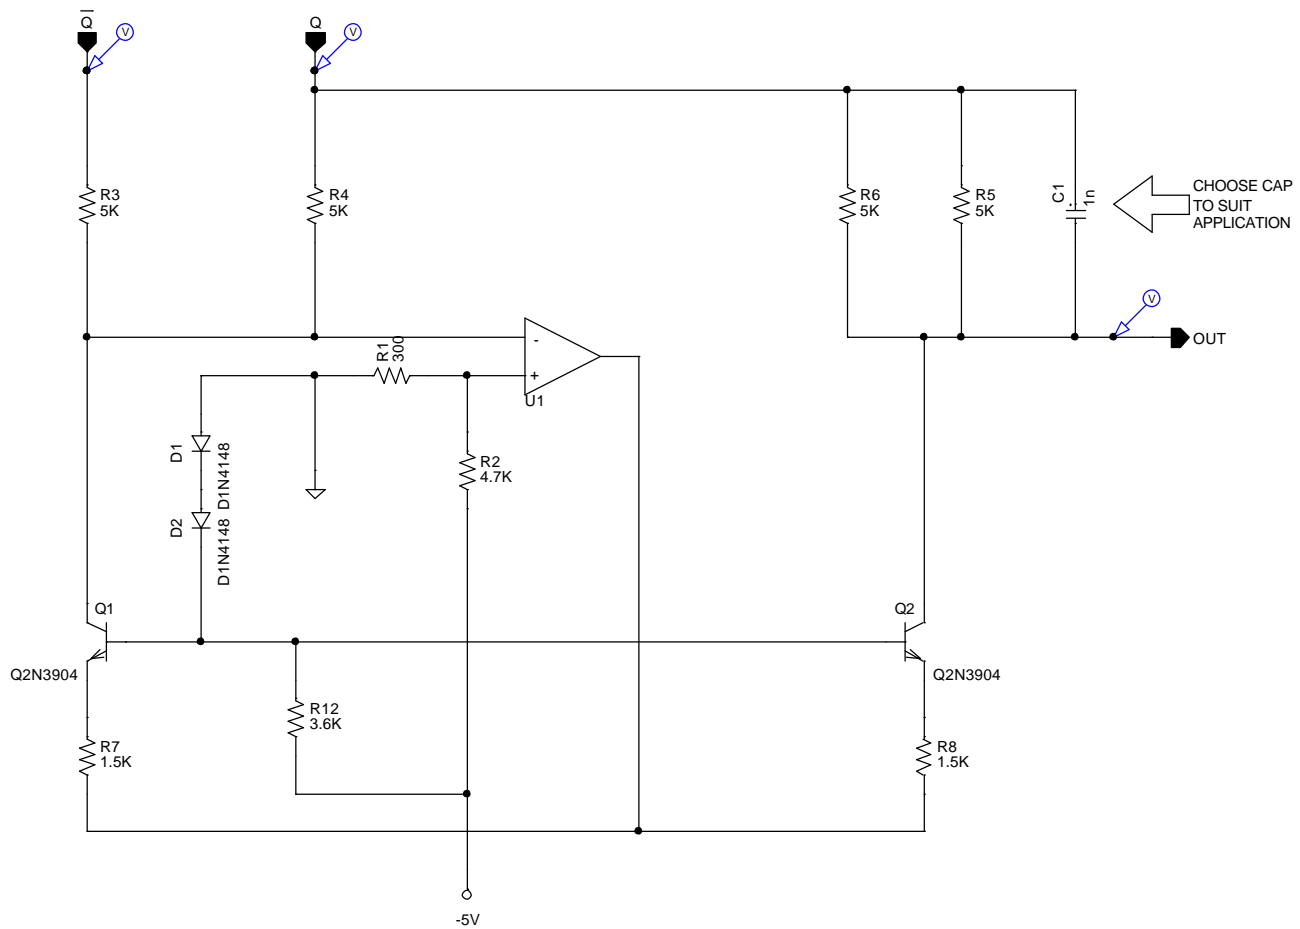 Q
V
Q
V
R3
5K
R4
5K
R6
5K
R5
5K
C1
1n
CHOOSE CAP
TO SUIT
APPLICATION
V
OUT
R1
300
-
+
U1
D1
D1N4148
R2
4.7K
D2
D1N4148
Q1
Q2N3904
Q2
Q2N3904
R12
3.6K
R7
1.5K
R8
1.5K
-5V